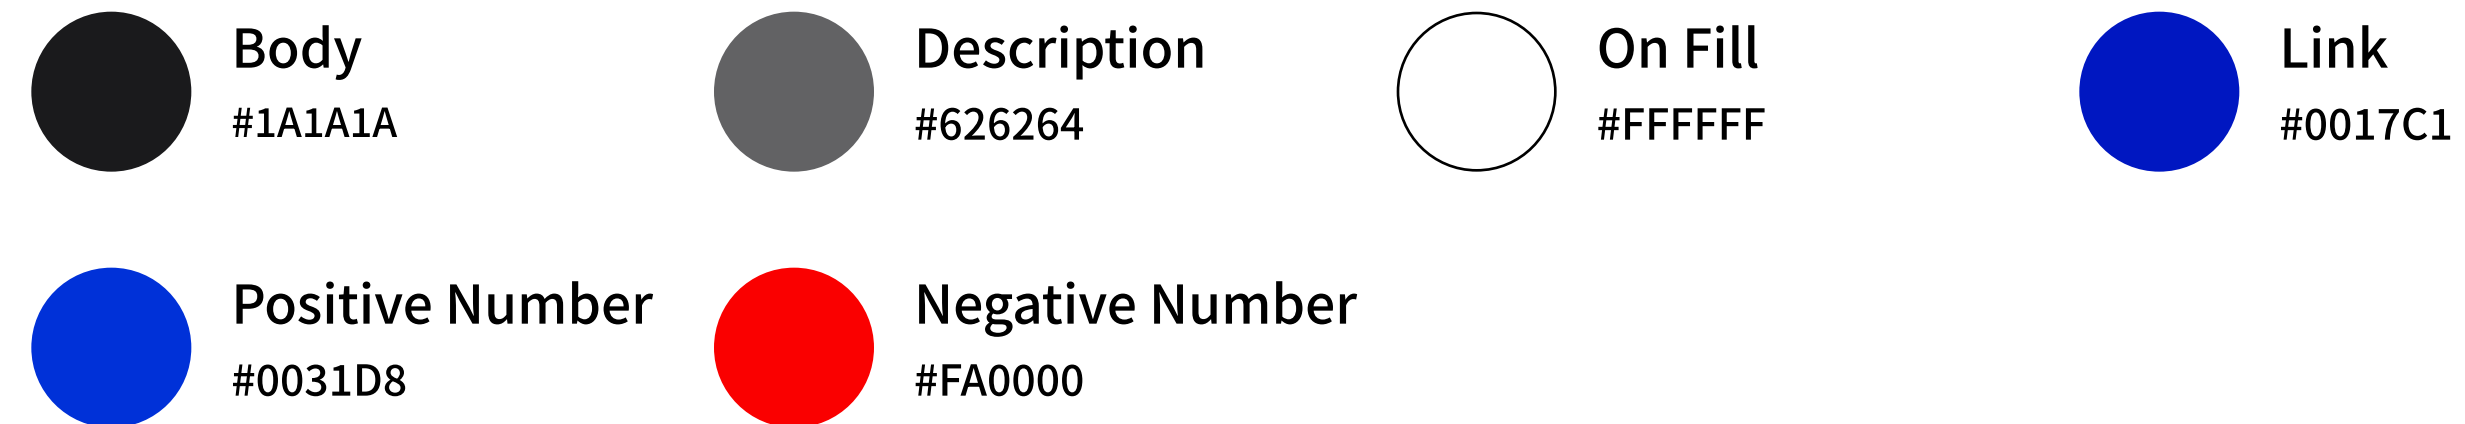 Body
#1A1A1A
Description
#626264
On Fill
#FFFFFF
Link
#0017C1
Positive Number
#0031D8
Negative Number
#FA0000